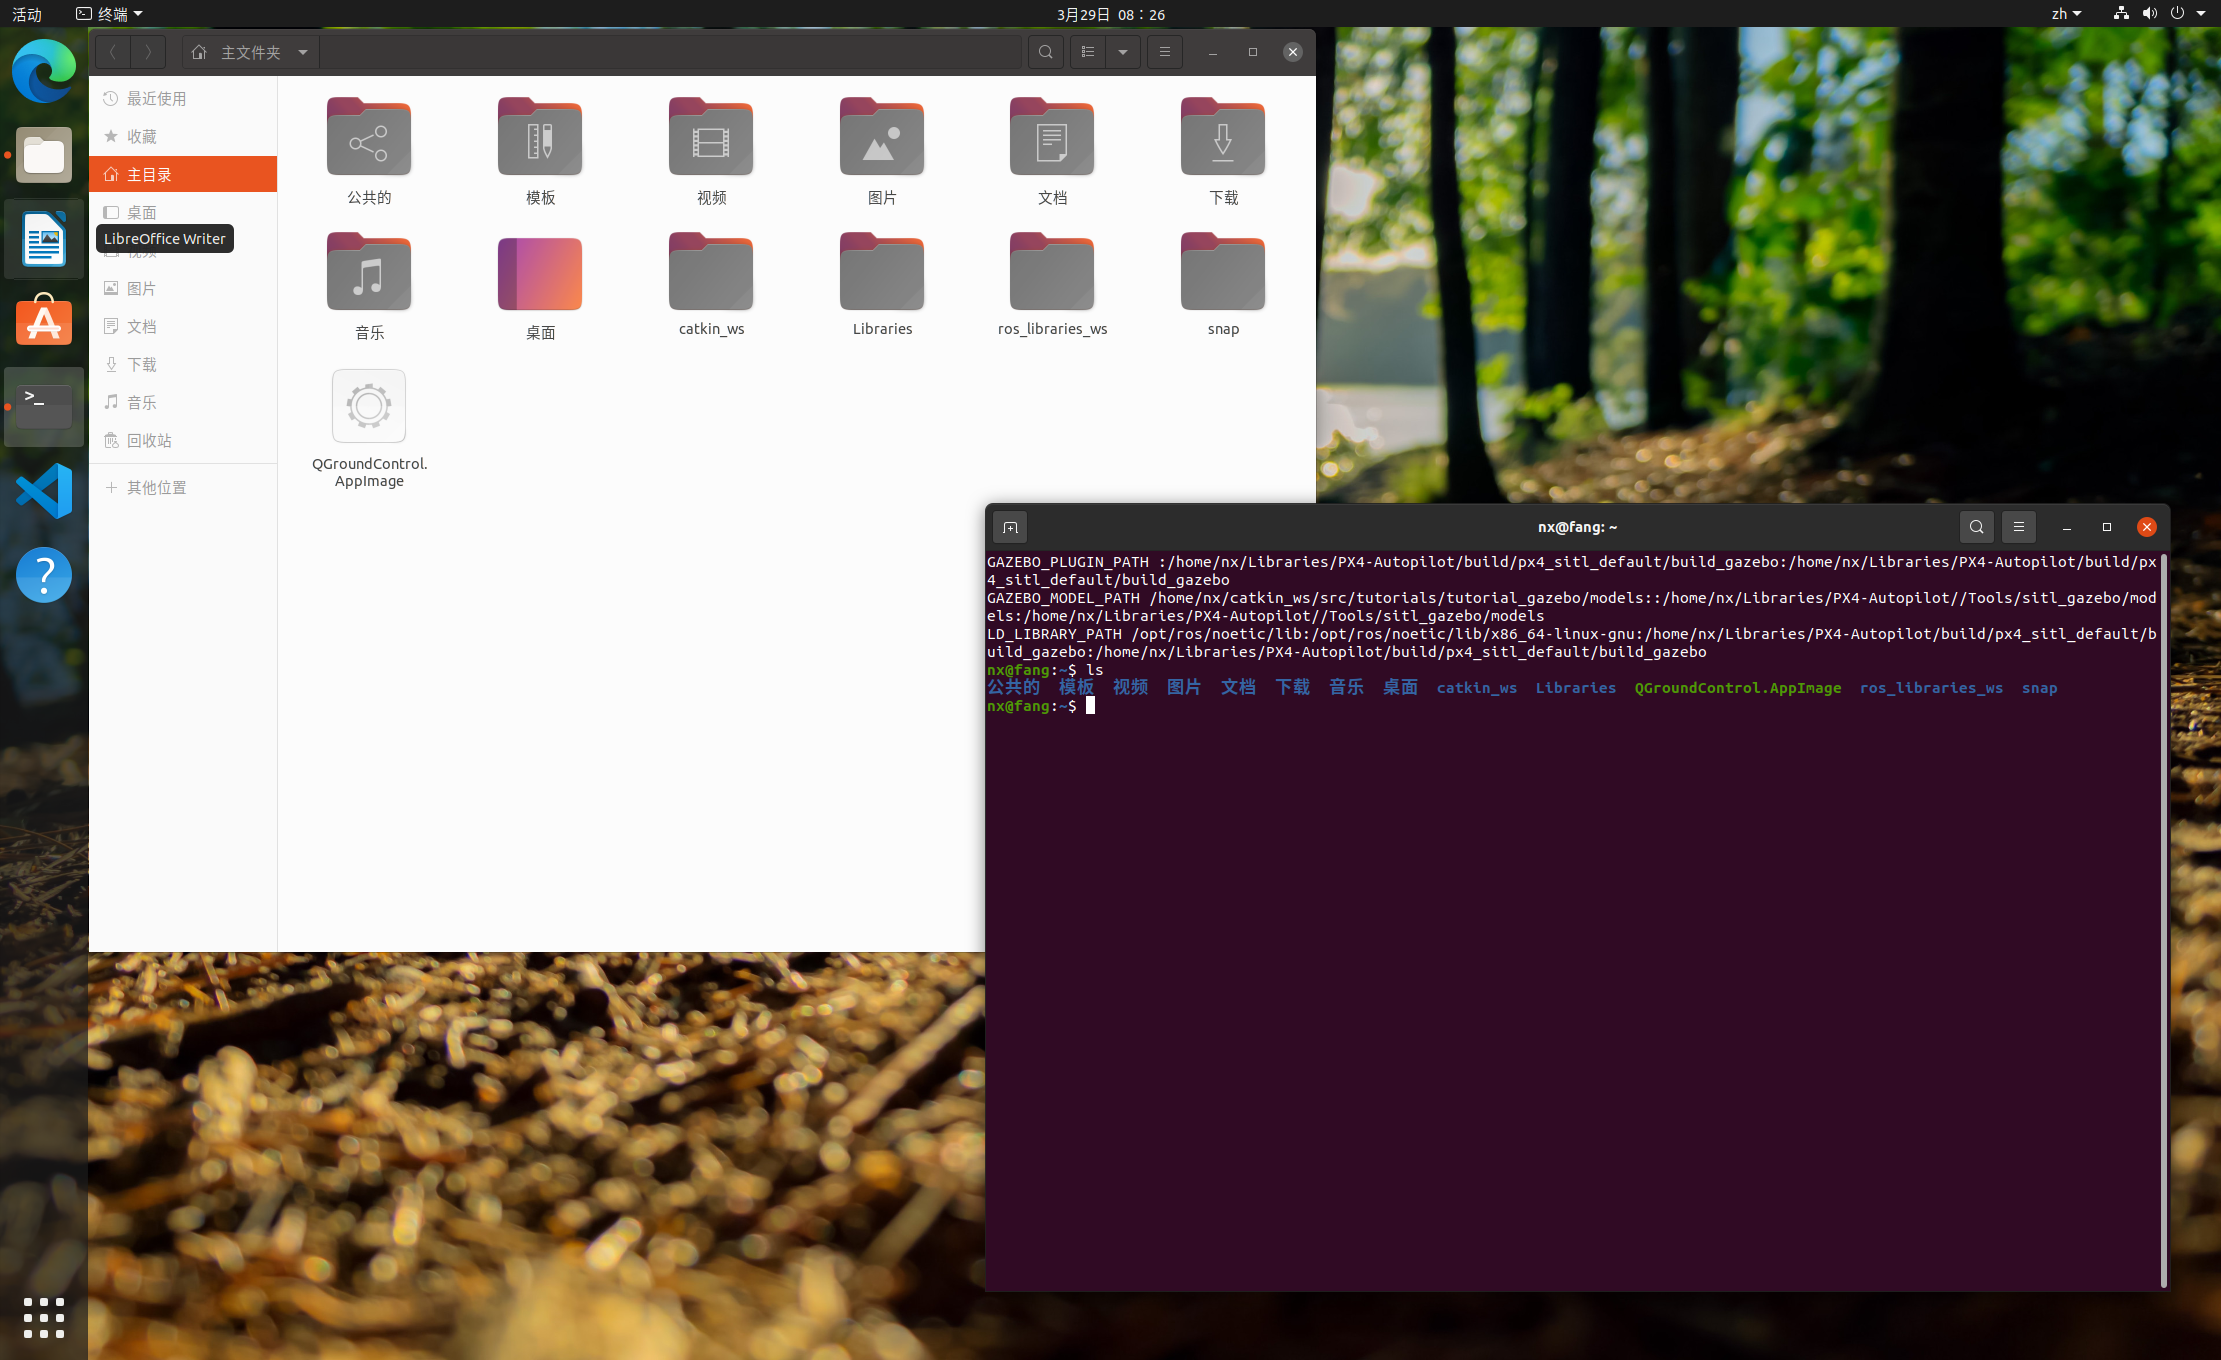 活动
终端
3月29日 08：26
zh
主文件夹
最近使用
收藏
主目录
桌面
LibreOffice Writer
视频
图片
文档
下载
音乐
回收站
其他位置
公共的 模板 视频 图片 文档 下载
音乐 桌面 catkin_ws Libraries ros_libraries_ws snap
QGroundControl.
AppImage
nx@fang: ~
GAZEBO_PLUGIN_PATH :/home/nx/Libraries/PX4-Autopilot/build/px4_sitl_default/build_gazebo:/home/nx/Libraries/PX4-Autopilot/build/px
4_sitl_default/build_gazebo
GAZEBO_MODEL_PATH /home/nx/catkin_ws/src/tutorials/tutorial_gazebo/models::/home/nx/Libraries/PX4-Autopilot//Tools/sitl_gazebo/mod
els:/home/nx/Libraries/PX4-Autopilot//Tools/sitl_gazebo/models
LD_LIBRARY_PATH /opt/ros/noetic/lib:/opt/ros/noetic/lib/x86_64-linux-gnu:/home/nx/Libraries/PX4-Autopilot/build/px4_sitl_default/b
uild_gazebo:/home/nx/Libraries/PX4-Autopilot/build/px4_sitl_default/build_gazebo
nx@fang:~$ ls
公共的 模板 视频 图片 文档 下载 音乐 桌面 catkin_ws Libraries QGroundControl.AppImage ros_libraries_ws snap
nx@fang:~$